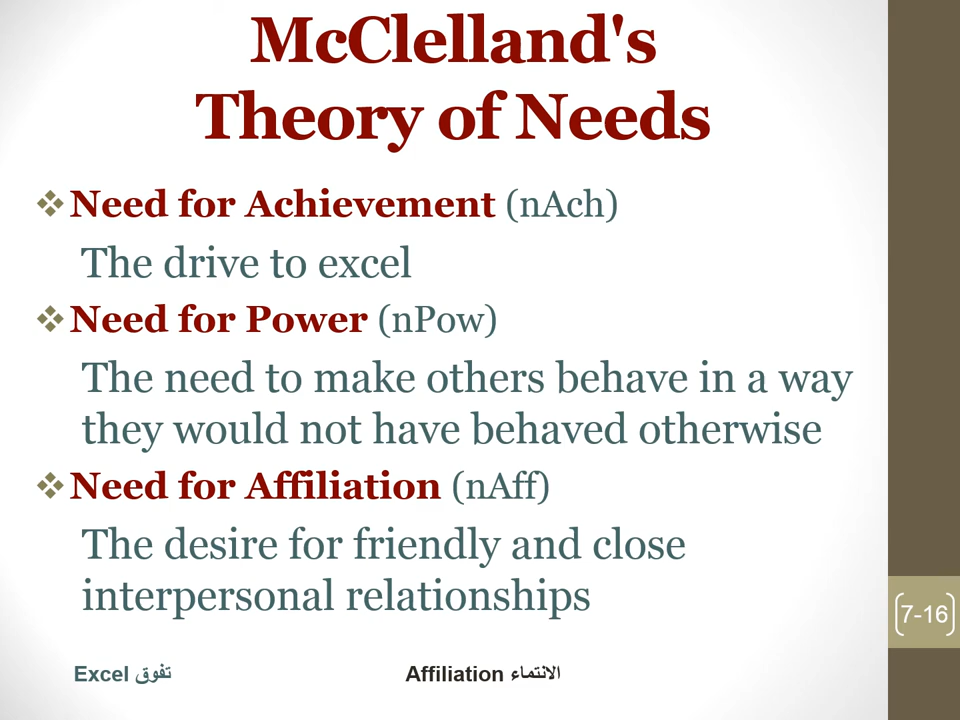 McClelland's
Theory of Needs
Need for Achievement (nAch)
The drive to excel
Need for Power (nPow)
The need to make others behave in a way
they would not have behaved otherwise
Need for Affiliation (nAff)
The desire for friendly and close
interpersonal relationships
7-16
Excel تفوق
Affiliation الانتماء